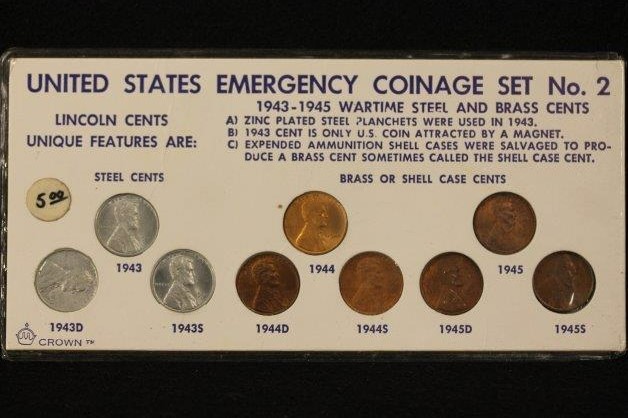 UNITED STATES EMERGENCY COINAGE SET No. 2
1943-1945 WARTIME STEEL AND BRASS CENTS
LINCOLN CENTS
UNIQUE FEATURES ARE:
A) ZINC PLATED STEEL PLANCHETS WERE USED IN 1943.
B) 1943 CENT IS ONLY U.S. COIN ATTRACTED BY A MAGNET.
C) EXPENDED AMMUNITION SHELL CASES WERE SALVAGED TO PRO-
DUCE A BRASS CENT SOMETIMES CALLED THE SHELL CASE CENT.
STEEL CENTS
BRASS OR SHELL CASE CENTS
5.00
1943
1944
1945
1943D
1943S
1944D
1944S
1945D
1945S
CROWN TM